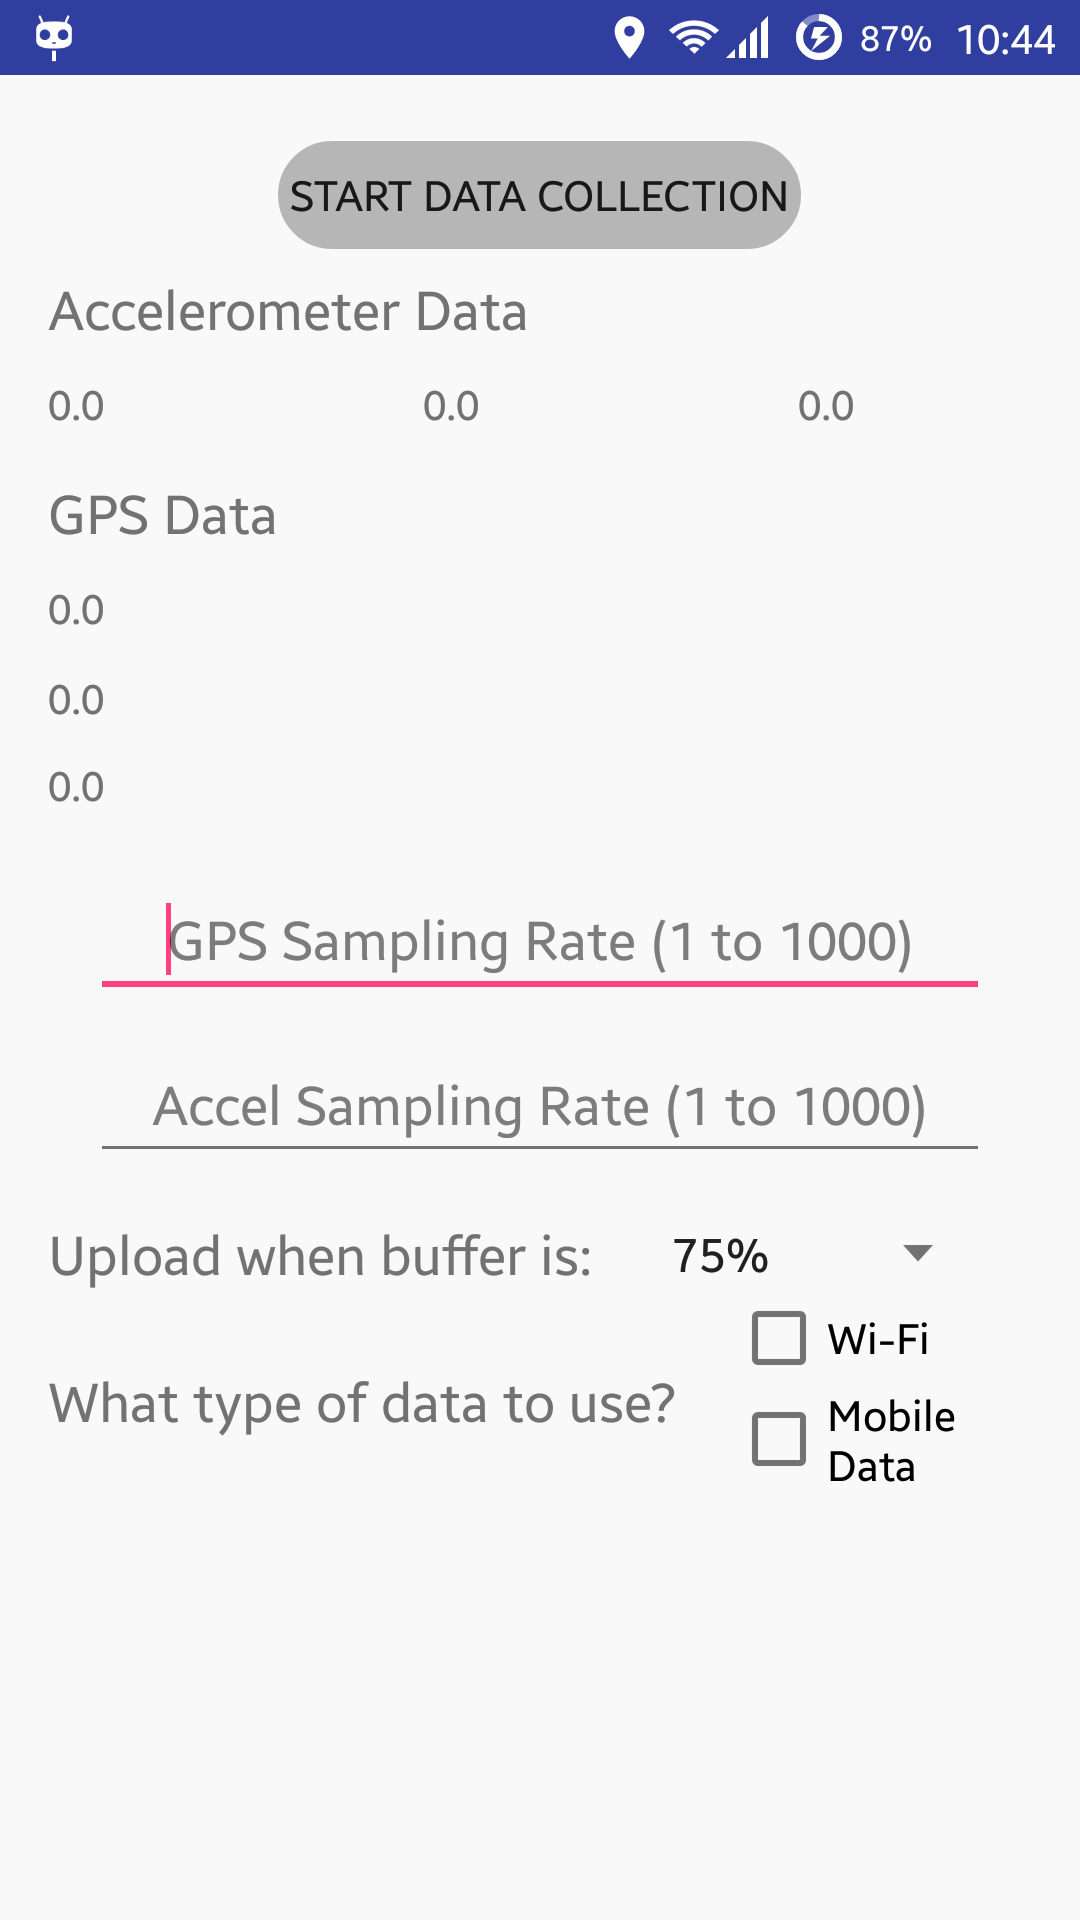 87% 10:44
START DATA COLLECTION
Accelerometer Data
0.0 0.0 0.0
GPS Data
0.0
0.0
0.0
GPS Sampling Rate (1 to 1000)
Accel Sampling Rate (1 to 1000)
Upload when buffer is: 75%
Wi-Fi
What type of data to use?
Mobile
Data